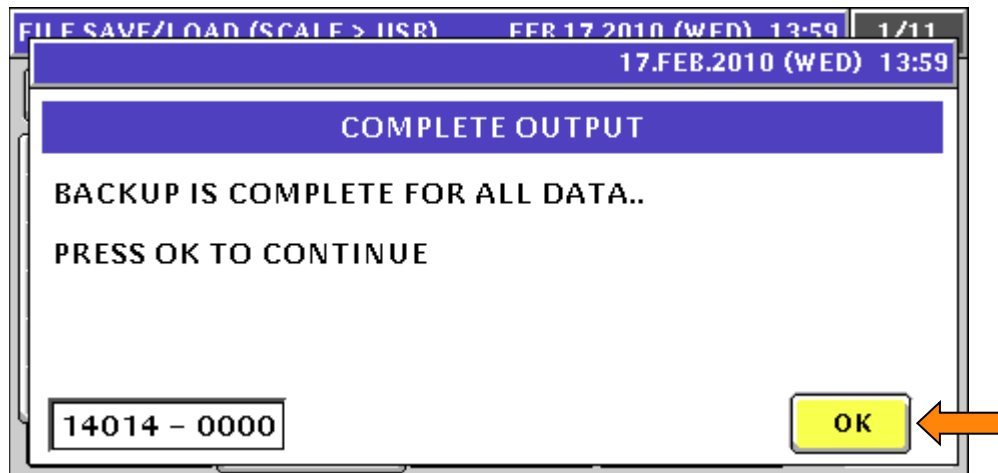 FILE SAVE/LOAD (SCALE > USB) FEB 17 2010 (WED) 13:59 1/11
17.FEB.2010 (WED) 13:59
COMPLETE OUTPUT
BACKUP IS COMPLETE FOR ALL DATA..
PRESS OK TO CONTINUE
14014 – 0000
OK